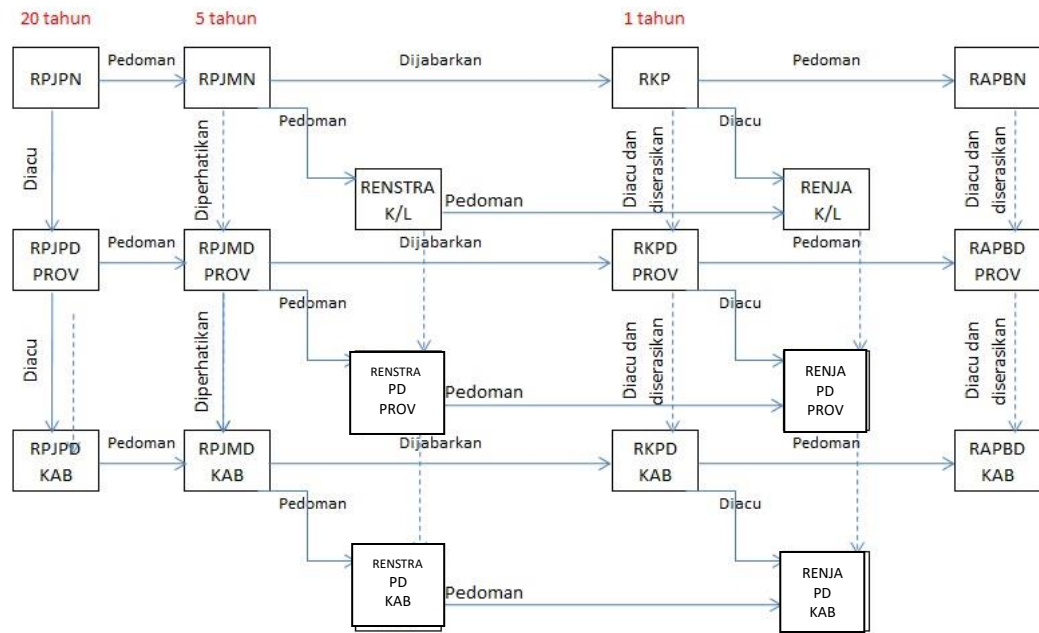 20 tahun
5 tahun
1 tahun
RPJPN
Pedoman
RPJMN
Dijabarkan
RKP
Pedoman
RAPBN
Diacu
Diperhatikan
Pedoman
Diacu dan
diserasikan
Diacu
Diacu dan
diserasikan
RENSTRA
K/L
Pedoman
RENJA
K/L
RPJPD
PROV
Pedoman
RPJMD
PROV
Dijabarkan
RKPD
PROV
Pedoman
RAPBD
PROV
Diacu
Diperhatikan
Pedoman
Diacu dan
diserasikan
Diacu
Diacu dan
diserasikan
RENSTRA
PD
PROV
Pedoman
RENJA
PD
PROV
RPJPD
KAB
Pedoman
RPJMD
KAB
Dijabarkan
RKPD
KAB
Pedoman
RAPBD
KAB
Pedoman
Diacu
RENSTRA
PD
KAB
Pedoman
RENJA
PD
KAB